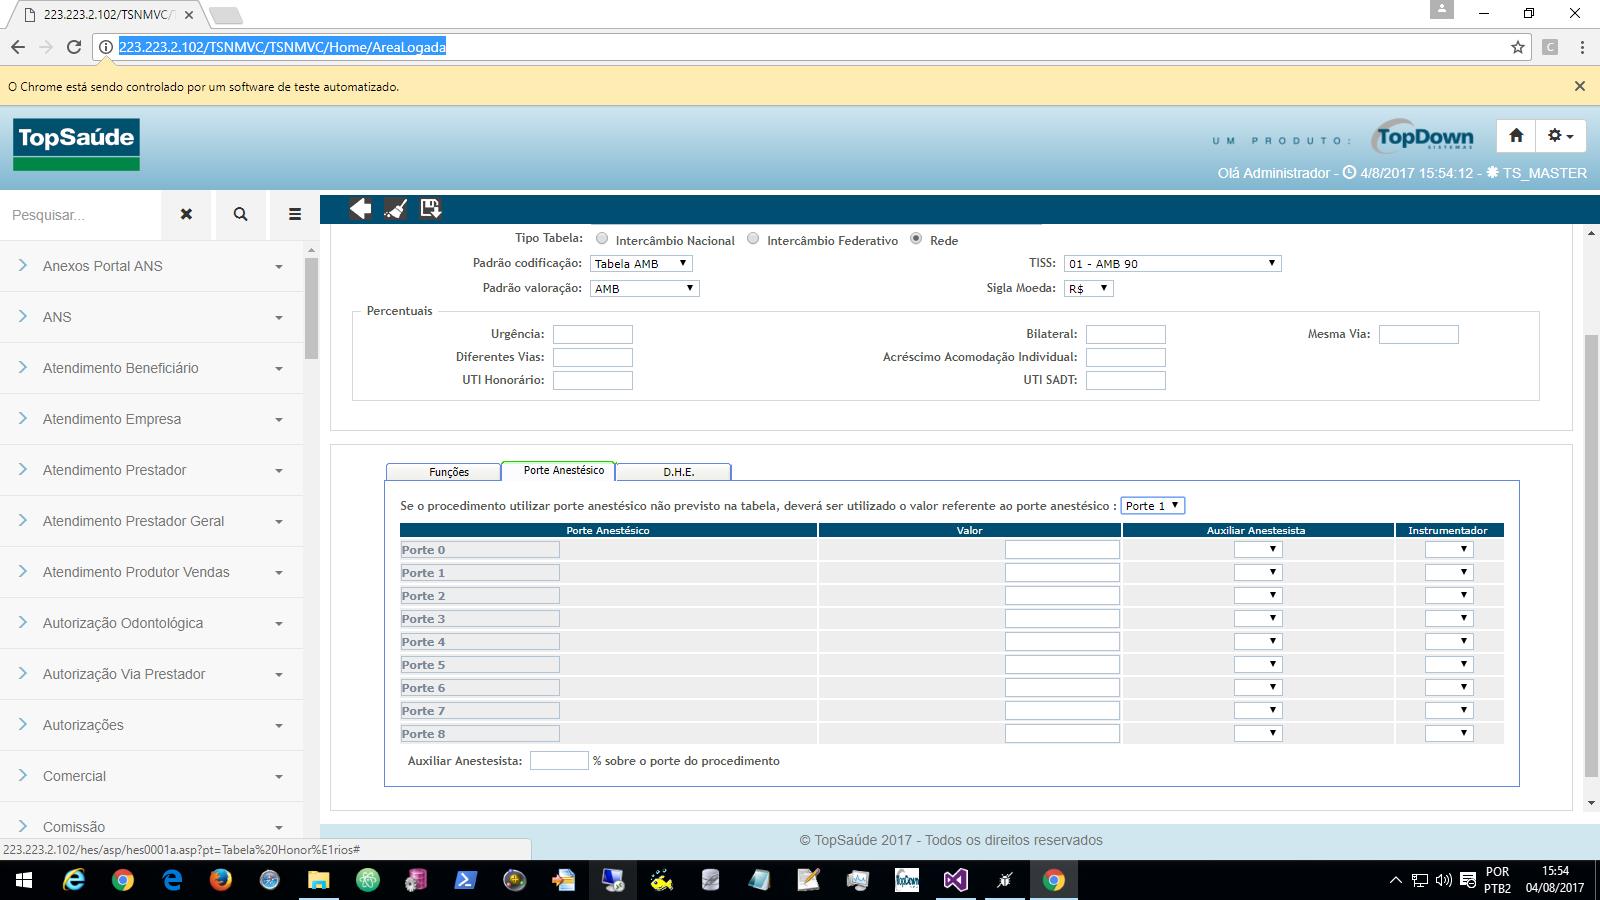 223.223.2.102/TSNMVC/T
223.223.2.102/TSNMVC/TSNMVC/Home/AreaLogada
C
O Chrome está sendo controlado por um software de teste automatizado.
TopSaúde
UM PRODUTO:
TopDown
SISTEMAS
Olá Administrador - 4/8/2017 15:54:12 - TS_MASTER
Pesquisar...
Anexos Portal ANS
ANS
Atendimento Beneficiário
Atendimento Empresa
Atendimento Prestador
Atendimento Prestador Geral
Atendimento Produtor Vendas
Autorização Odontológica
Autorização Via Prestador
Autorizações
Comercial
Comissão
Tipo Tabela: Intercâmbio Nacional Intercâmbio Federativo Rede
Padrão codificação: Tabela AMB TISS: 01 - AMB 90
Padrão valoração: AMB Sigla Moeda: R$
Percentuais
Urgência: Bilateral: Mesma Via:
Diferentes Vias: Acréscimo Acomodação Individual:
UTI Honorário: UTI SADT:
Funções Porte Anestésico D.H.E.
Se o procedimento utilizar porte anestésico não previsto na tabela, deverá ser utilizado o valor referente ao porte anestésico : Porte 1
Porte Anestésico Valor Auxiliar Anestesista Instrumentador
Porte 0
Porte 1
Porte 2
Porte 3
Porte 4
Porte 5
Porte 6
Porte 7
Porte 8
Auxiliar Anestesista: % sobre o porte do procedimento
© TopSaúde 2017 - Todos os direitos reservados
223.223.2.102/hes/asp/hes0001a.asp?pt=Tabela%20Honor%E1rios#
TopDown
POR
PTB2
15:54
04/08/2017